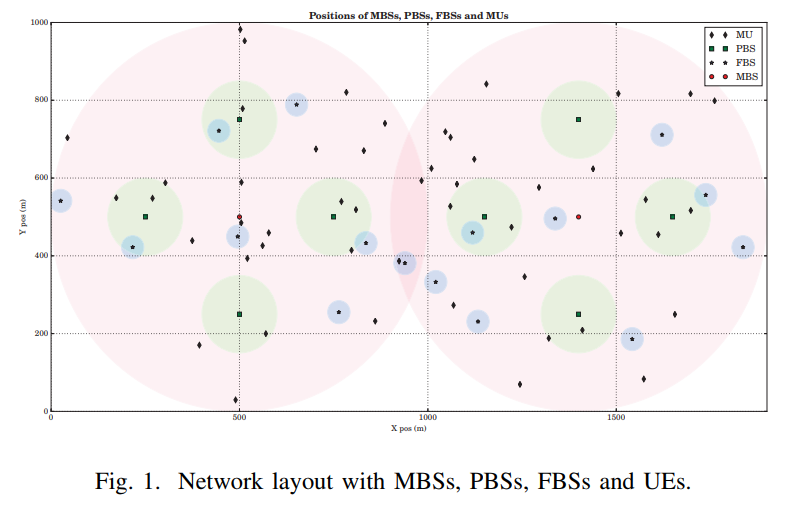 Positions of MBSs, PBSs, FBSs and MUs
MU
PBS
FBS
MBS
1000
800
600
400
200
0
Y pos (m)
0
500
1000
1500
X pos (m)
Fig. 1. Network layout with MBSs, PBSs, FBSs and UEs.